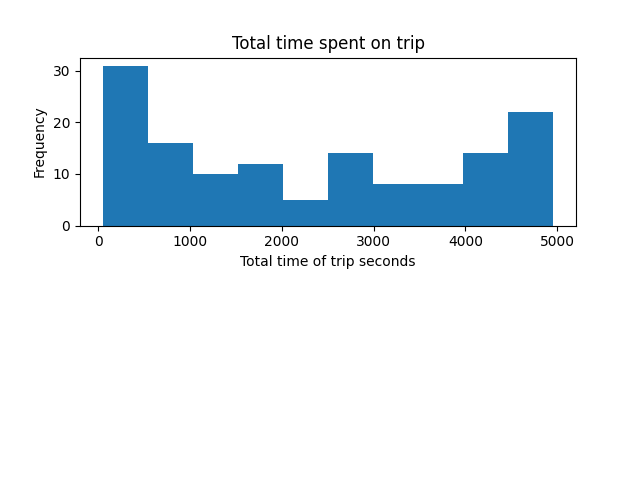 Total time spent on trip
30
20
10
0
Frequency
0 1000 2000 3000 4000 5000
Total time of trip seconds